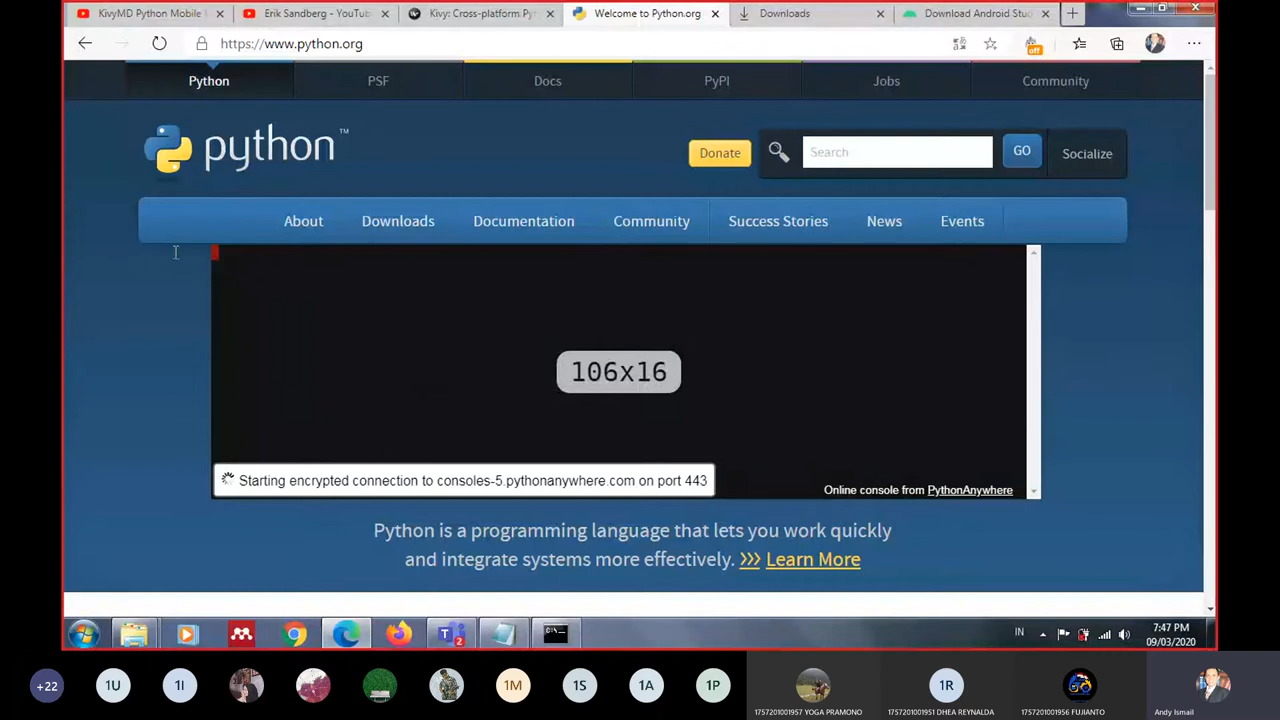 KivyMD Python Mobile
Erik Sandberg - YouTub
Kivy: Cross-platform Py
Welcome to Python.org
Downloads
Download Android Stu
https://www.python.org
off
Python
PSF
Docs
PyPI
Jobs
Community
python™
Donate
Search
GO
Socialize
About
Downloads
Documentation
Community
Success Stories
News
Events
106x16
Starting encrypted connection to consoles-5.pythonanywhere.com on port 443
Online console from PythonAnywhere
Python is a programming language that lets you work quickly
and integrate systems more effectively. >>> Learn More
2
IN
7:47 PM
09/03/2020
+22
1U
1I
1M
1S
1A
1P
1757201001957 YOGA PRAMONO
1R
1757201001951 DHEA REYNALDA
1757201001956 FUJIANTO
Andy Ismail